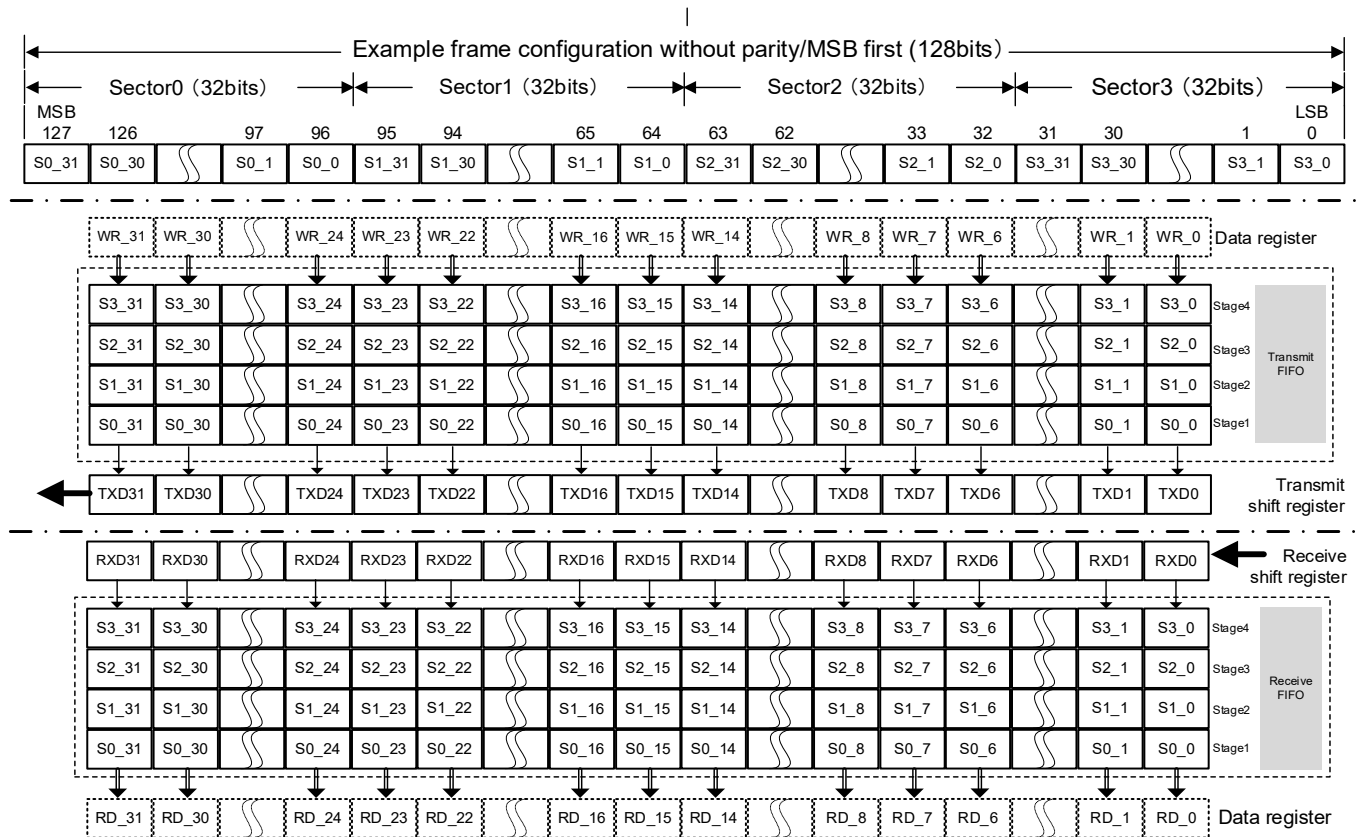 Example frame configuration without parity/MSB first (128bits）
Sector0（32bits） Sector1（32bits） Sector2（32bits） Sector3（32bits）
MSB LSB
127 126 97 96 95 94 65 64 63 62 33 32 31 30 1 0
S0_31 S0_30 S0_1 S0_0 S1_31 S1_30 S1_1 S1_0 S2_31 S2_30 S2_1 S2_0 S3_31 S3_30 S3_1 S3_0
WR_31 WR_30 WR_24 WR_23 WR_22 WR_16 WR_15 WR_14 WR_8 WR_7 WR_6 WR_1 WR_0 Data register
S3_31 S3_30 S3_24 S3_23 S3_22 S3_16 S3_15 S3_14 S3_8 S3_7 S3_6 S3_1 S3_0 Stage4
S2_31 S2_30 S2_24 S2_23 S2_22 S2_16 S2_15 S2_14 S2_8 S2_7 S2_6 S2_1 S2_0 Stage3
Transmit
FIFO
S1_31 S1_30 S1_24 S1_23 S1_22 S1_16 S1_15 S1_14 S1_8 S1_7 S1_6 S1_1 S1_0 Stage2
S0_31 S0_30 S0_24 S0_23 S0_22 S0_16 S0_15 S0_14 S0_8 S0_7 S0_6 S0_1 S0_0 Stage1
TXD31 TXD30 TXD24 TXD23 TXD22 TXD16 TXD15 TXD14 TXD8 TXD7 TXD6 TXD1 TXD0
Transmit
shift register
RXD31 RXD30 RXD24 RXD23 RXD22 RXD16 RXD15 RXD14 RXD8 RXD7 RXD6 RXD1 RXD0
Receive
shift register
S3_31 S3_30 S3_24 S3_23 S3_22 S3_16 S3_15 S3_14 S3_8 S3_7 S3_6 S3_1 S3_0 Stage4
S2_31 S2_30 S2_24 S2_23 S2_22 S2_16 S2_15 S2_14 S2_8 S2_7 S2_6 S2_1 S2_0 Stage3
Receive
FIFO
S1_31 S1_30 S1_24 S1_23 S1_22 S1_16 S1_15 S1_14 S1_8 S1_7 S1_6 S1_1 S1_0 Stage2
S0_31 S0_30 S0_24 S0_23 S0_22 S0_16 S0_15 S0_14 S0_8 S0_7 S0_6 S0_1 S0_0 Stage1
RD_31 RD_30 RD_24 RD_23 RD_22 RD_16 RD_15 RD_14 RD_8 RD_7 RD_6 RD_1 RD_0 Data register